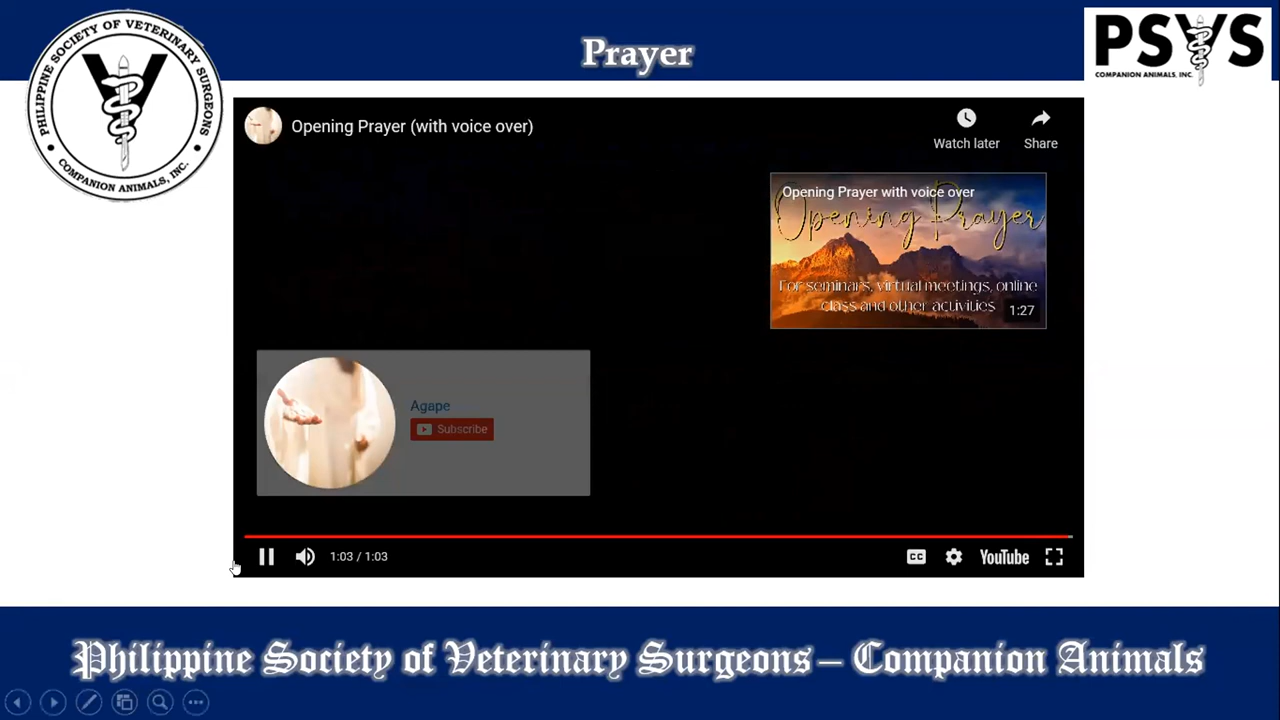 Prayer
PHILIPPINE SOCIETY OF VETERINARY SURGEONS
COMPANION ANIMALS, INC.
V
PSVS
COMPANION ANIMALS, INC.
Opening Prayer (with voice over)
Watch later
Share
Opening Prayer with voice over
Opening Prayer
For seminars, virtual meetings, online
class and other activities
1:27
Agape
Subscribe
1:03 / 1:03
CC
YouTube
Philippine Society of Veterinary Surgeons – Companion Animals